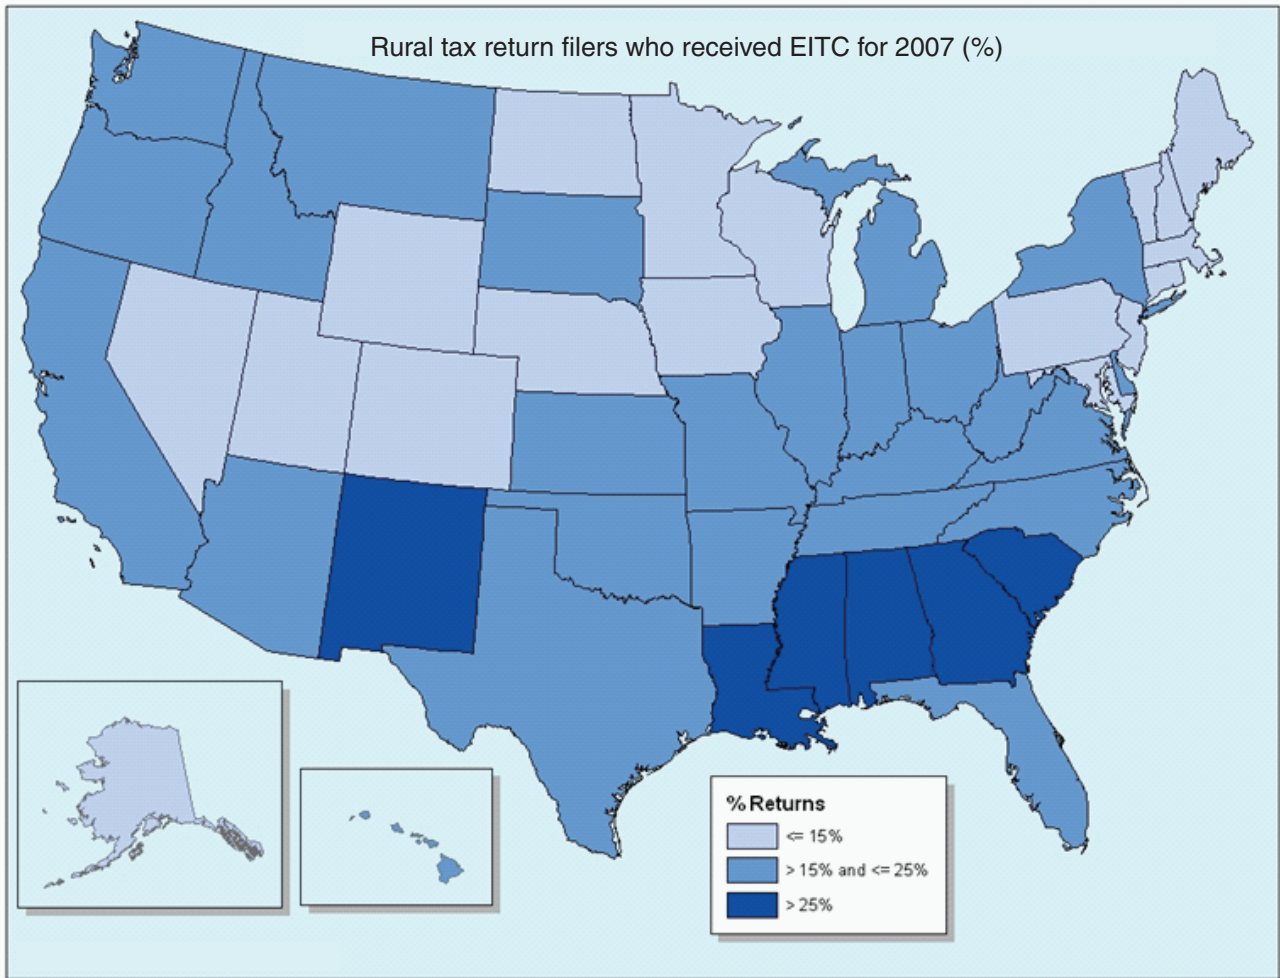 Rural tax return filers who received EITC for 2007 (%)
% Returns
<= 15%
> 15% and <= 25%
> 25%